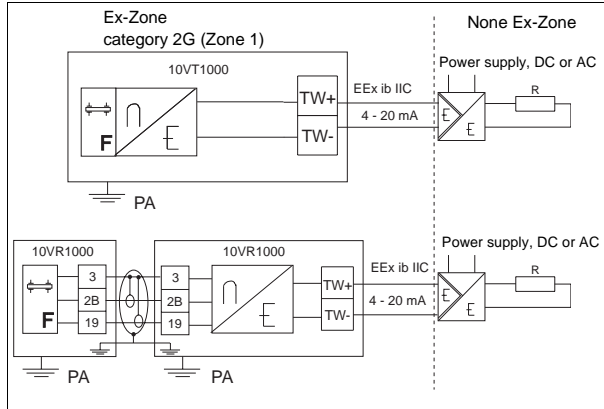 Ex-Zone
category 2G (Zone 1)
None Ex-Zone
Power supply, DC or AC
10VT1000
TW+
EEx ib IIC
R
4 - 20 mA
TW-
F
n
E
E
E
PA
Power supply, DC or AC
10VR1000
10VR1000
EEx ib IIC
R
3
3
TW+
2B
2B
4 - 20 mA
F
19
19
TW-
n
E
E
E
PA
PA